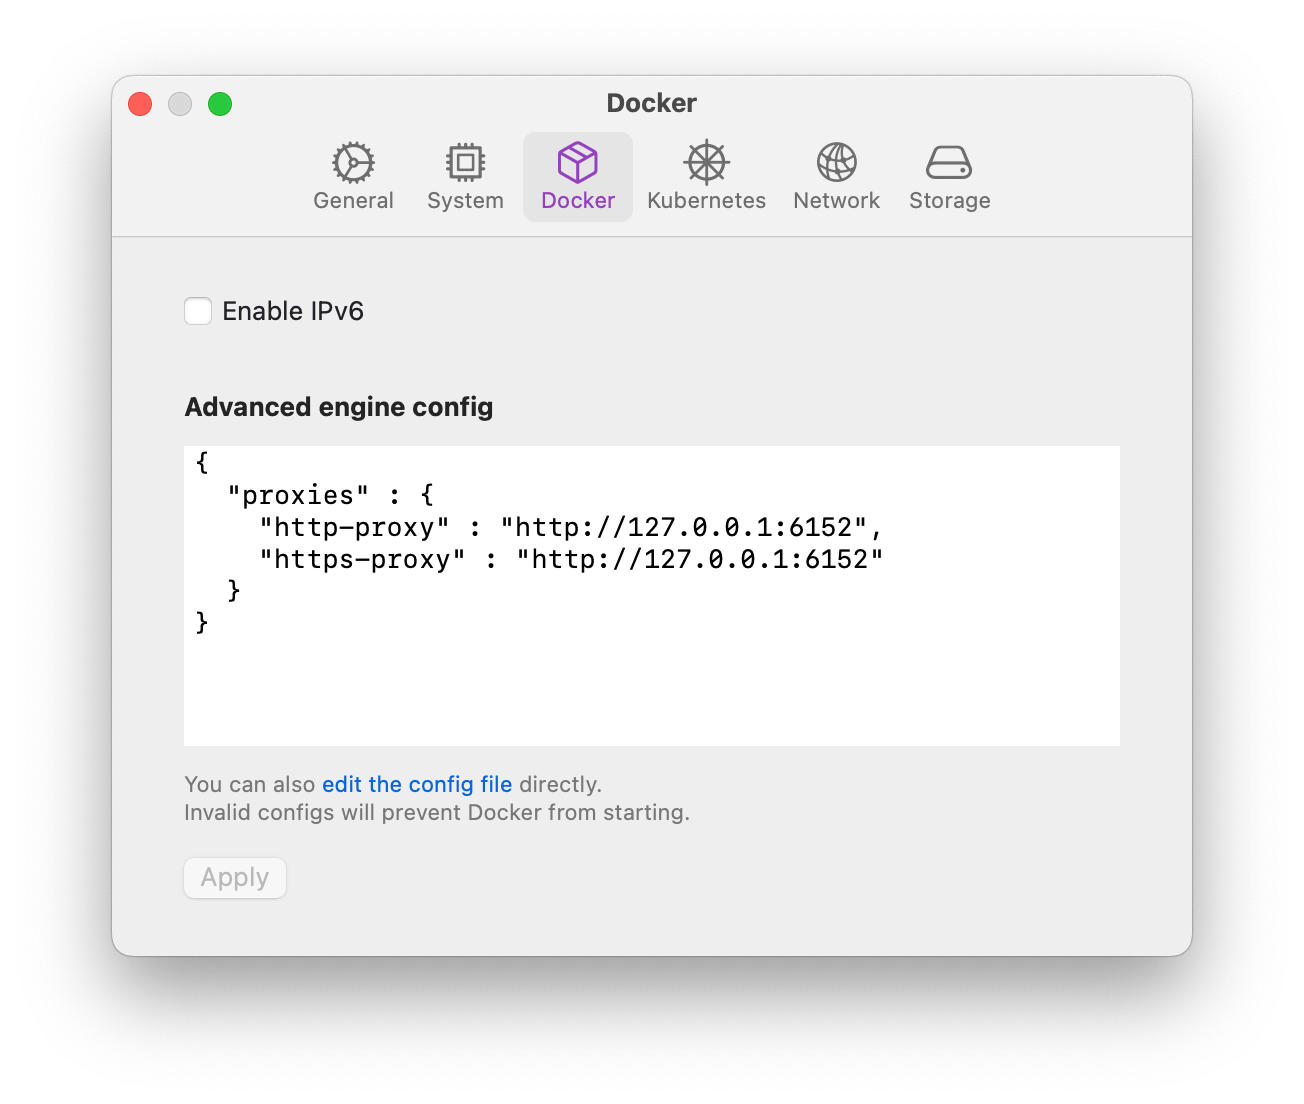 Docker
General System Docker Kubernetes Network Storage
Enable IPv6
Advanced engine config
{
  "proxies" : {
    "http-proxy" : "http://127.0.0.1:6152",
    "https-proxy" : "http://127.0.0.1:6152"
  }
}
You can also edit the config file directly.
Invalid configs will prevent Docker from starting.
Apply